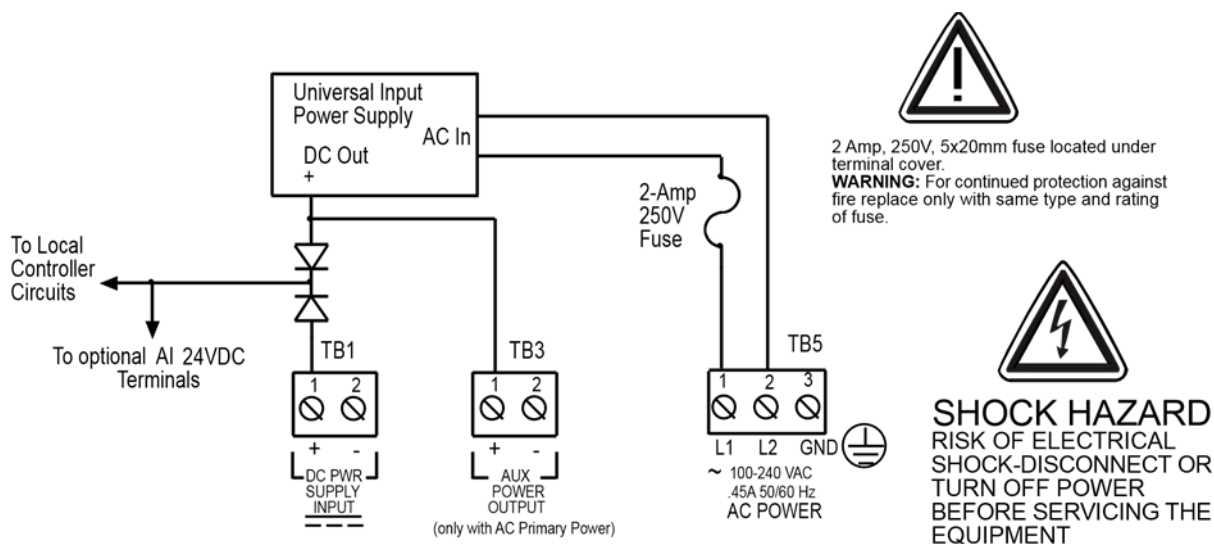 Universal Input
Power Supply
AC In
DC Out
+
2-Amp
250V
Fuse
To Local
Controller
Circuits
To optional AI 24VDC
Terminals
TB1
1 2
+ -
DC PWR
SUPPLY
INPUT
TB3
1 2
+ -
AUX
POWER
OUTPUT
(only with AC Primary Power)
TB5
1 2 3
L1 L2 GND
~ 100-240 VAC
.45A 50/60 Hz
AC POWER
!
2 Amp, 250V, 5x20mm fuse located under
terminal cover.
WARNING: For continued protection against
fire replace only with same type and rating
of fuse.
SHOCK HAZARD
RISK OF ELECTRICAL
SHOCK-DISCONNECT OR
TURN OFF POWER
BEFORE SERVICING THE
EQUIPMENT